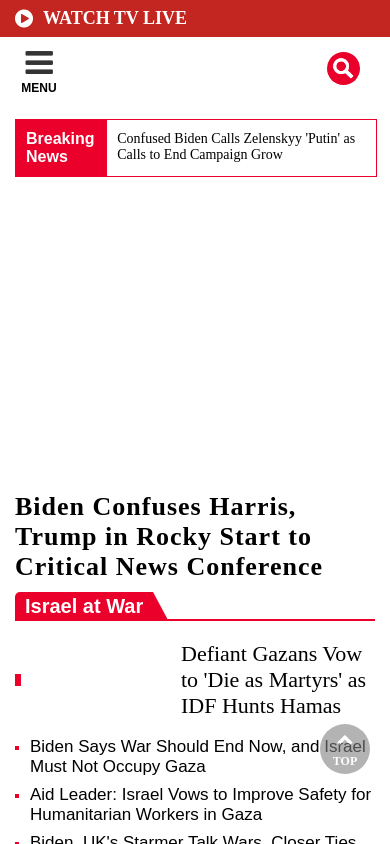 WATCH TV LIVE
MENU
Breaking
News
Confused Biden Calls Zelenskyy 'Putin' as
Calls to End Campaign Grow
Biden Confuses Harris,
Trump in Rocky Start to
Critical News Conference
Israel at War
Defiant Gazans Vow
to 'Die as Martyrs' as
IDF Hunts Hamas
Biden Says War Should End Now, and Israel
Must Not Occupy Gaza
TOP
Aid Leader: Israel Vows to Improve Safety for
Humanitarian Workers in Gaza
Biden, UK's Starmer Talk Wars, Closer Ties